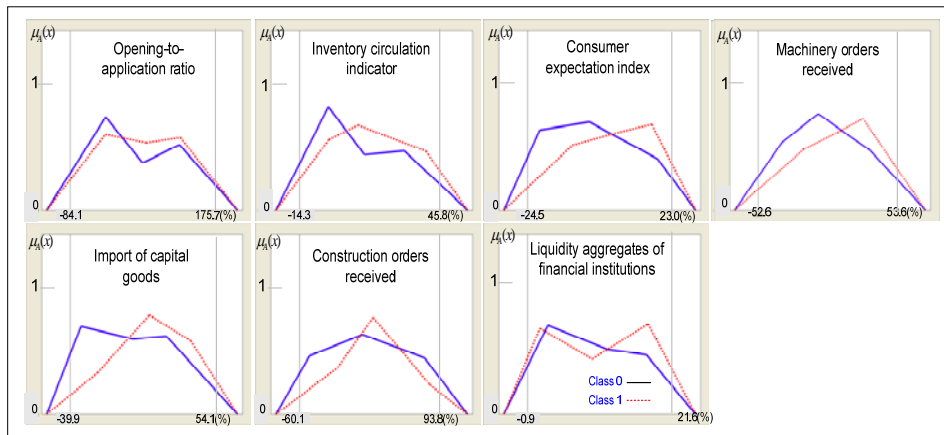 μA(x)
Opening-to-
application ratio
1
0
-84.1
175.7(%)
μA(x)
Inventory circulation
indicator
1
0
-14.3
45.8(%)
μA(x)
Consumer
expectation index
1
0
-24.5
23.0(%)
μA(x)
Machinery orders
received
1
0
-52.6
53.6(%)
μA(x)
Import of capital
goods
1
0
-39.9
54.1(%)
μA(x)
Construction orders
received
1
0
-60.1
93.8(%)
μA(x)
Liquidity aggregates of
financial institutions
1
Class 0
Class 1
0
-0.9
21.6(%)